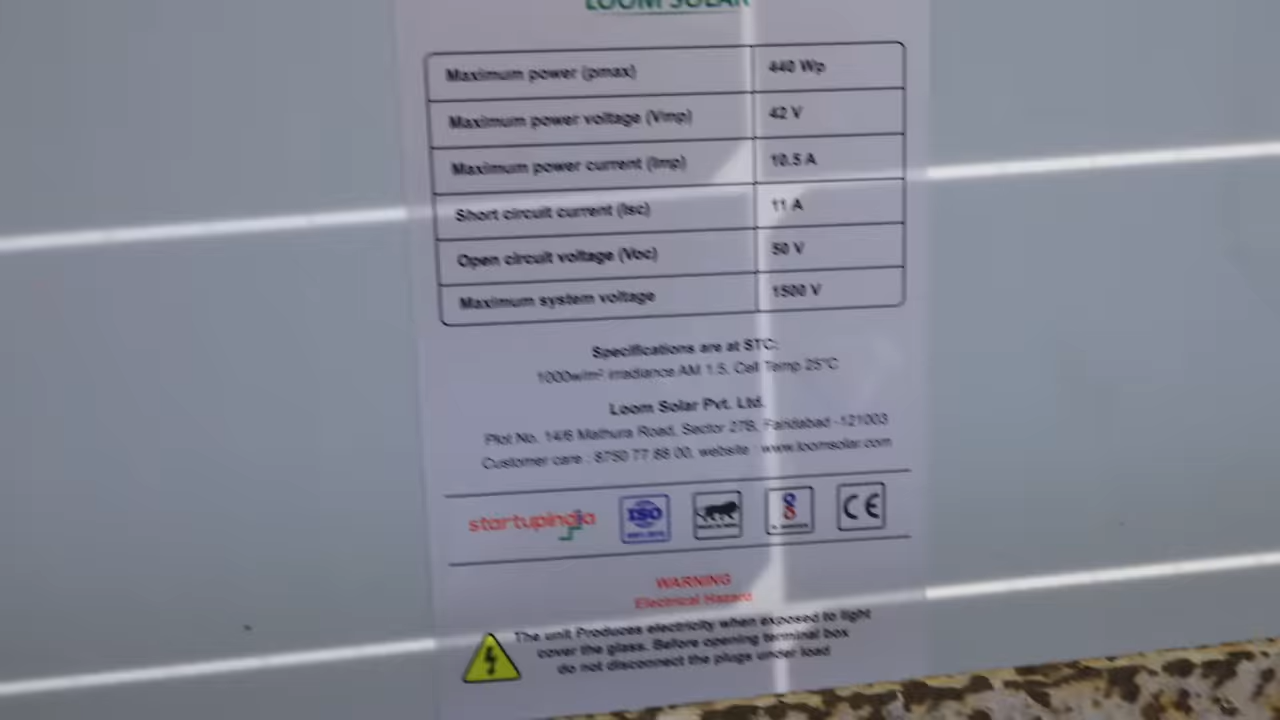 LOOM SOLAR
Maximum power (pmax) 440 Wp
Maximum power voltage (Vmp) 42 V
Maximum power current (Imp) 10.5 A
Short circuit current (Isc) 11 A
Open circuit voltage (Voc) 50 V
Maximum system voltage 1500 V
Specifications are at STC:
1000w/m² irradiance AM 1.5, Cell Temp 25°C
Loom Solar Pvt. Ltd.
Plot No. 14/6 Mathura Road, Sector 27B, Faridabad -121003
Customer care : 8750 77 88 00, website : www.loomsolar.com
startupindia
ISO
CE
WARNING
Electrical Hazard
The unit Produces electricity when exposed to light
cover the glass. Before opening terminal box
do not disconnect the plugs under load